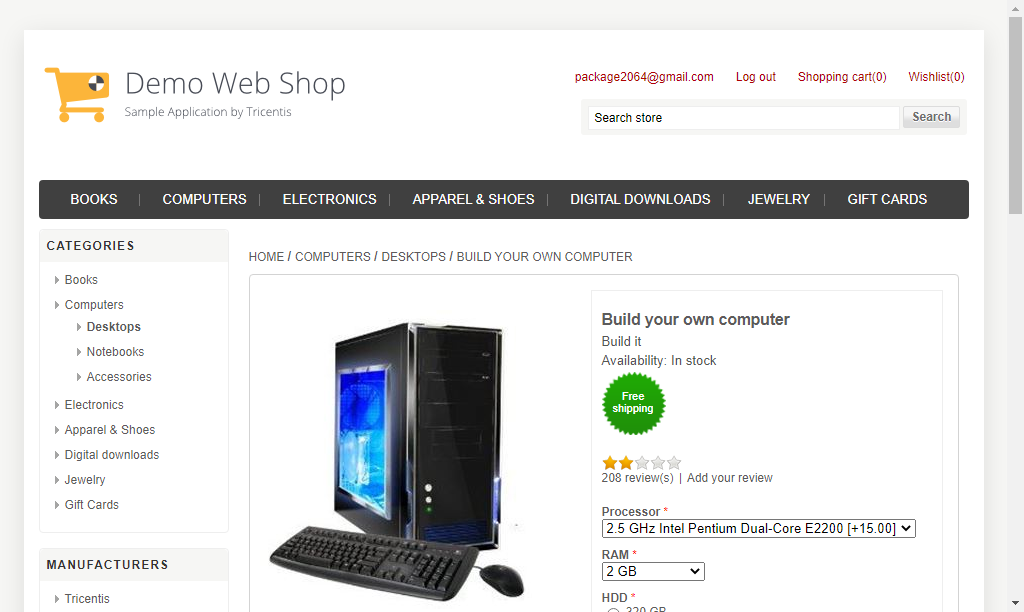 Demo Web Shop
Sample Application by Tricentis
package2064@gmail.com Log out Shopping cart(0) Wishlist(0)
Search store Search
BOOKS COMPUTERS ELECTRONICS APPAREL & SHOES DIGITAL DOWNLOADS JEWELRY GIFT CARDS
CATEGORIES
Books
Computers
Desktops
Notebooks
Accessories
Electronics
Apparel & Shoes
Digital downloads
Jewelry
Gift Cards
MANUFACTURERS
Tricentis
HOME / COMPUTERS / DESKTOPS / BUILD YOUR OWN COMPUTER
Build your own computer
Build it
Availability: In stock
Free
shipping
208 review(s) | Add your review
Processor *
2.5 GHz Intel Pentium Dual-Core E2200 [+15.00]
RAM *
2 GB
HDD *
320 GB